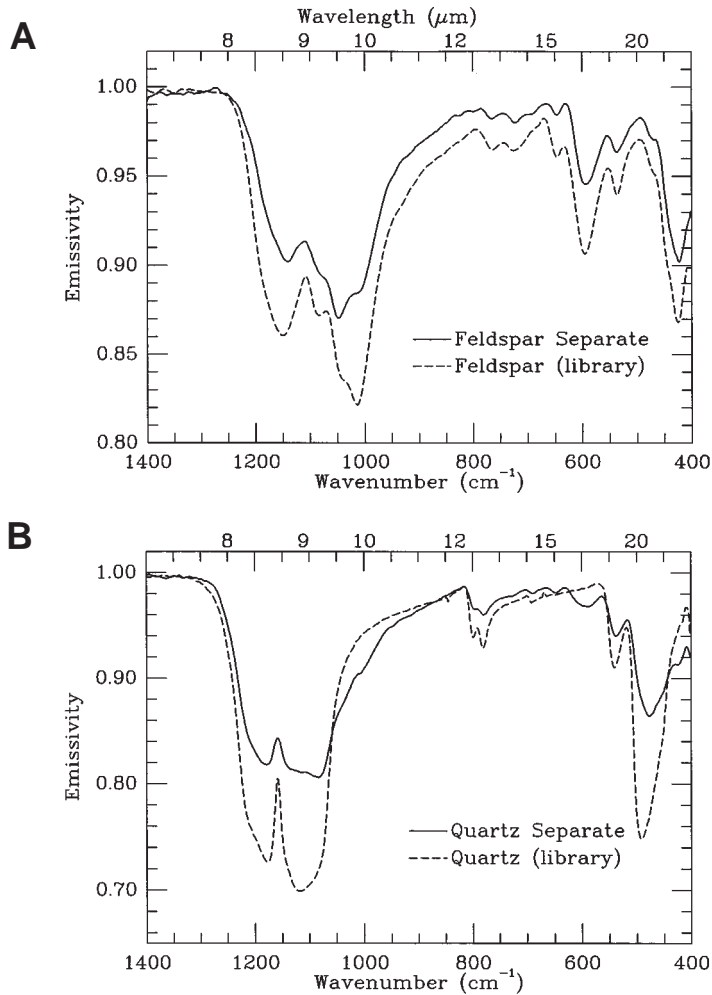 A
Wavelength (μm)
8 9 10 12 15 20
1.00
0.95
0.90
0.85
0.80
Emissivity
Feldspar Separate
Feldspar (library)
1400 1200 1000 800 600 400
Wavenumber (cm⁻¹)
B
8 9 10 12 15 20
1.00
0.90
0.80
0.70
Emissivity
Quartz Separate
Quartz (library)
1400 1200 1000 800 600 400
Wavenumber (cm⁻¹)